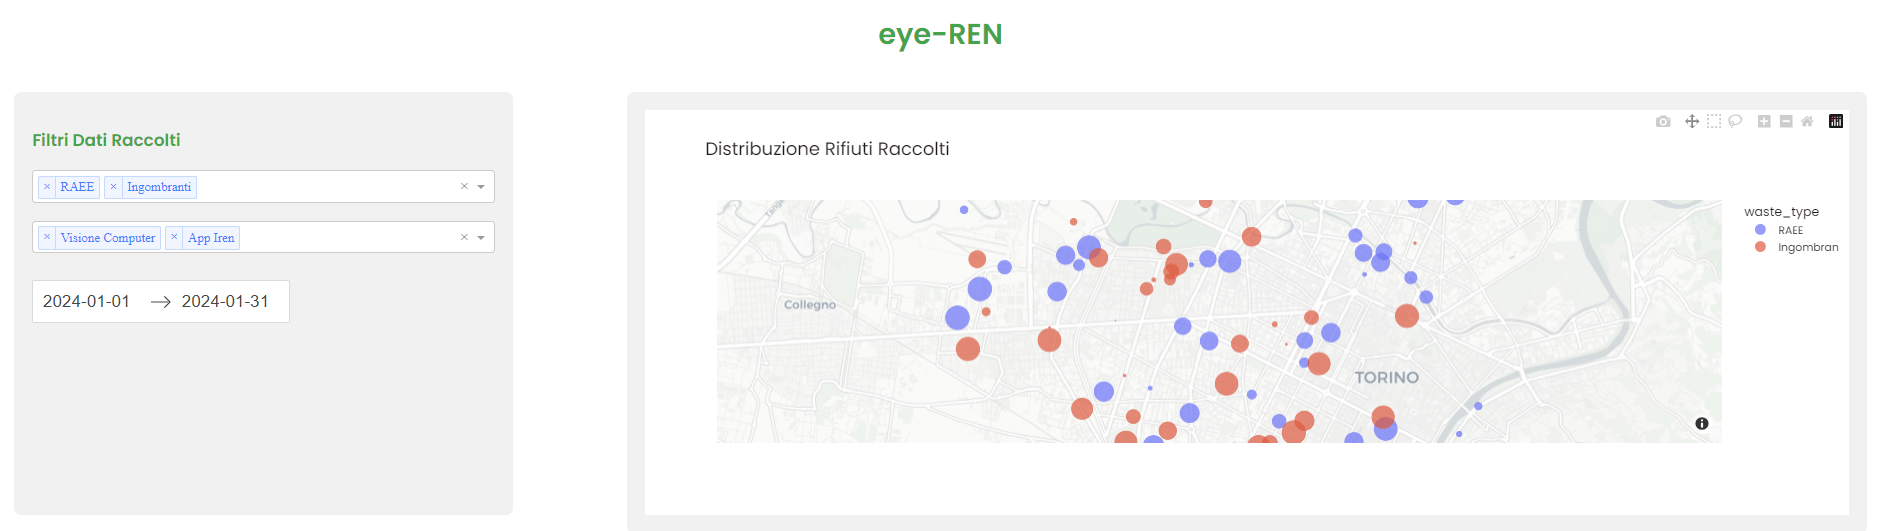 eye-REN
Filtri Dati Raccolti
× RAEE × Ingombranti ×
× Visione Computer × App Iren ×
2024-01-01 → 2024-01-31
Distribuzione Rifiuti Raccolti
Collegno
TORINO
waste_type
RAEE
Ingombran